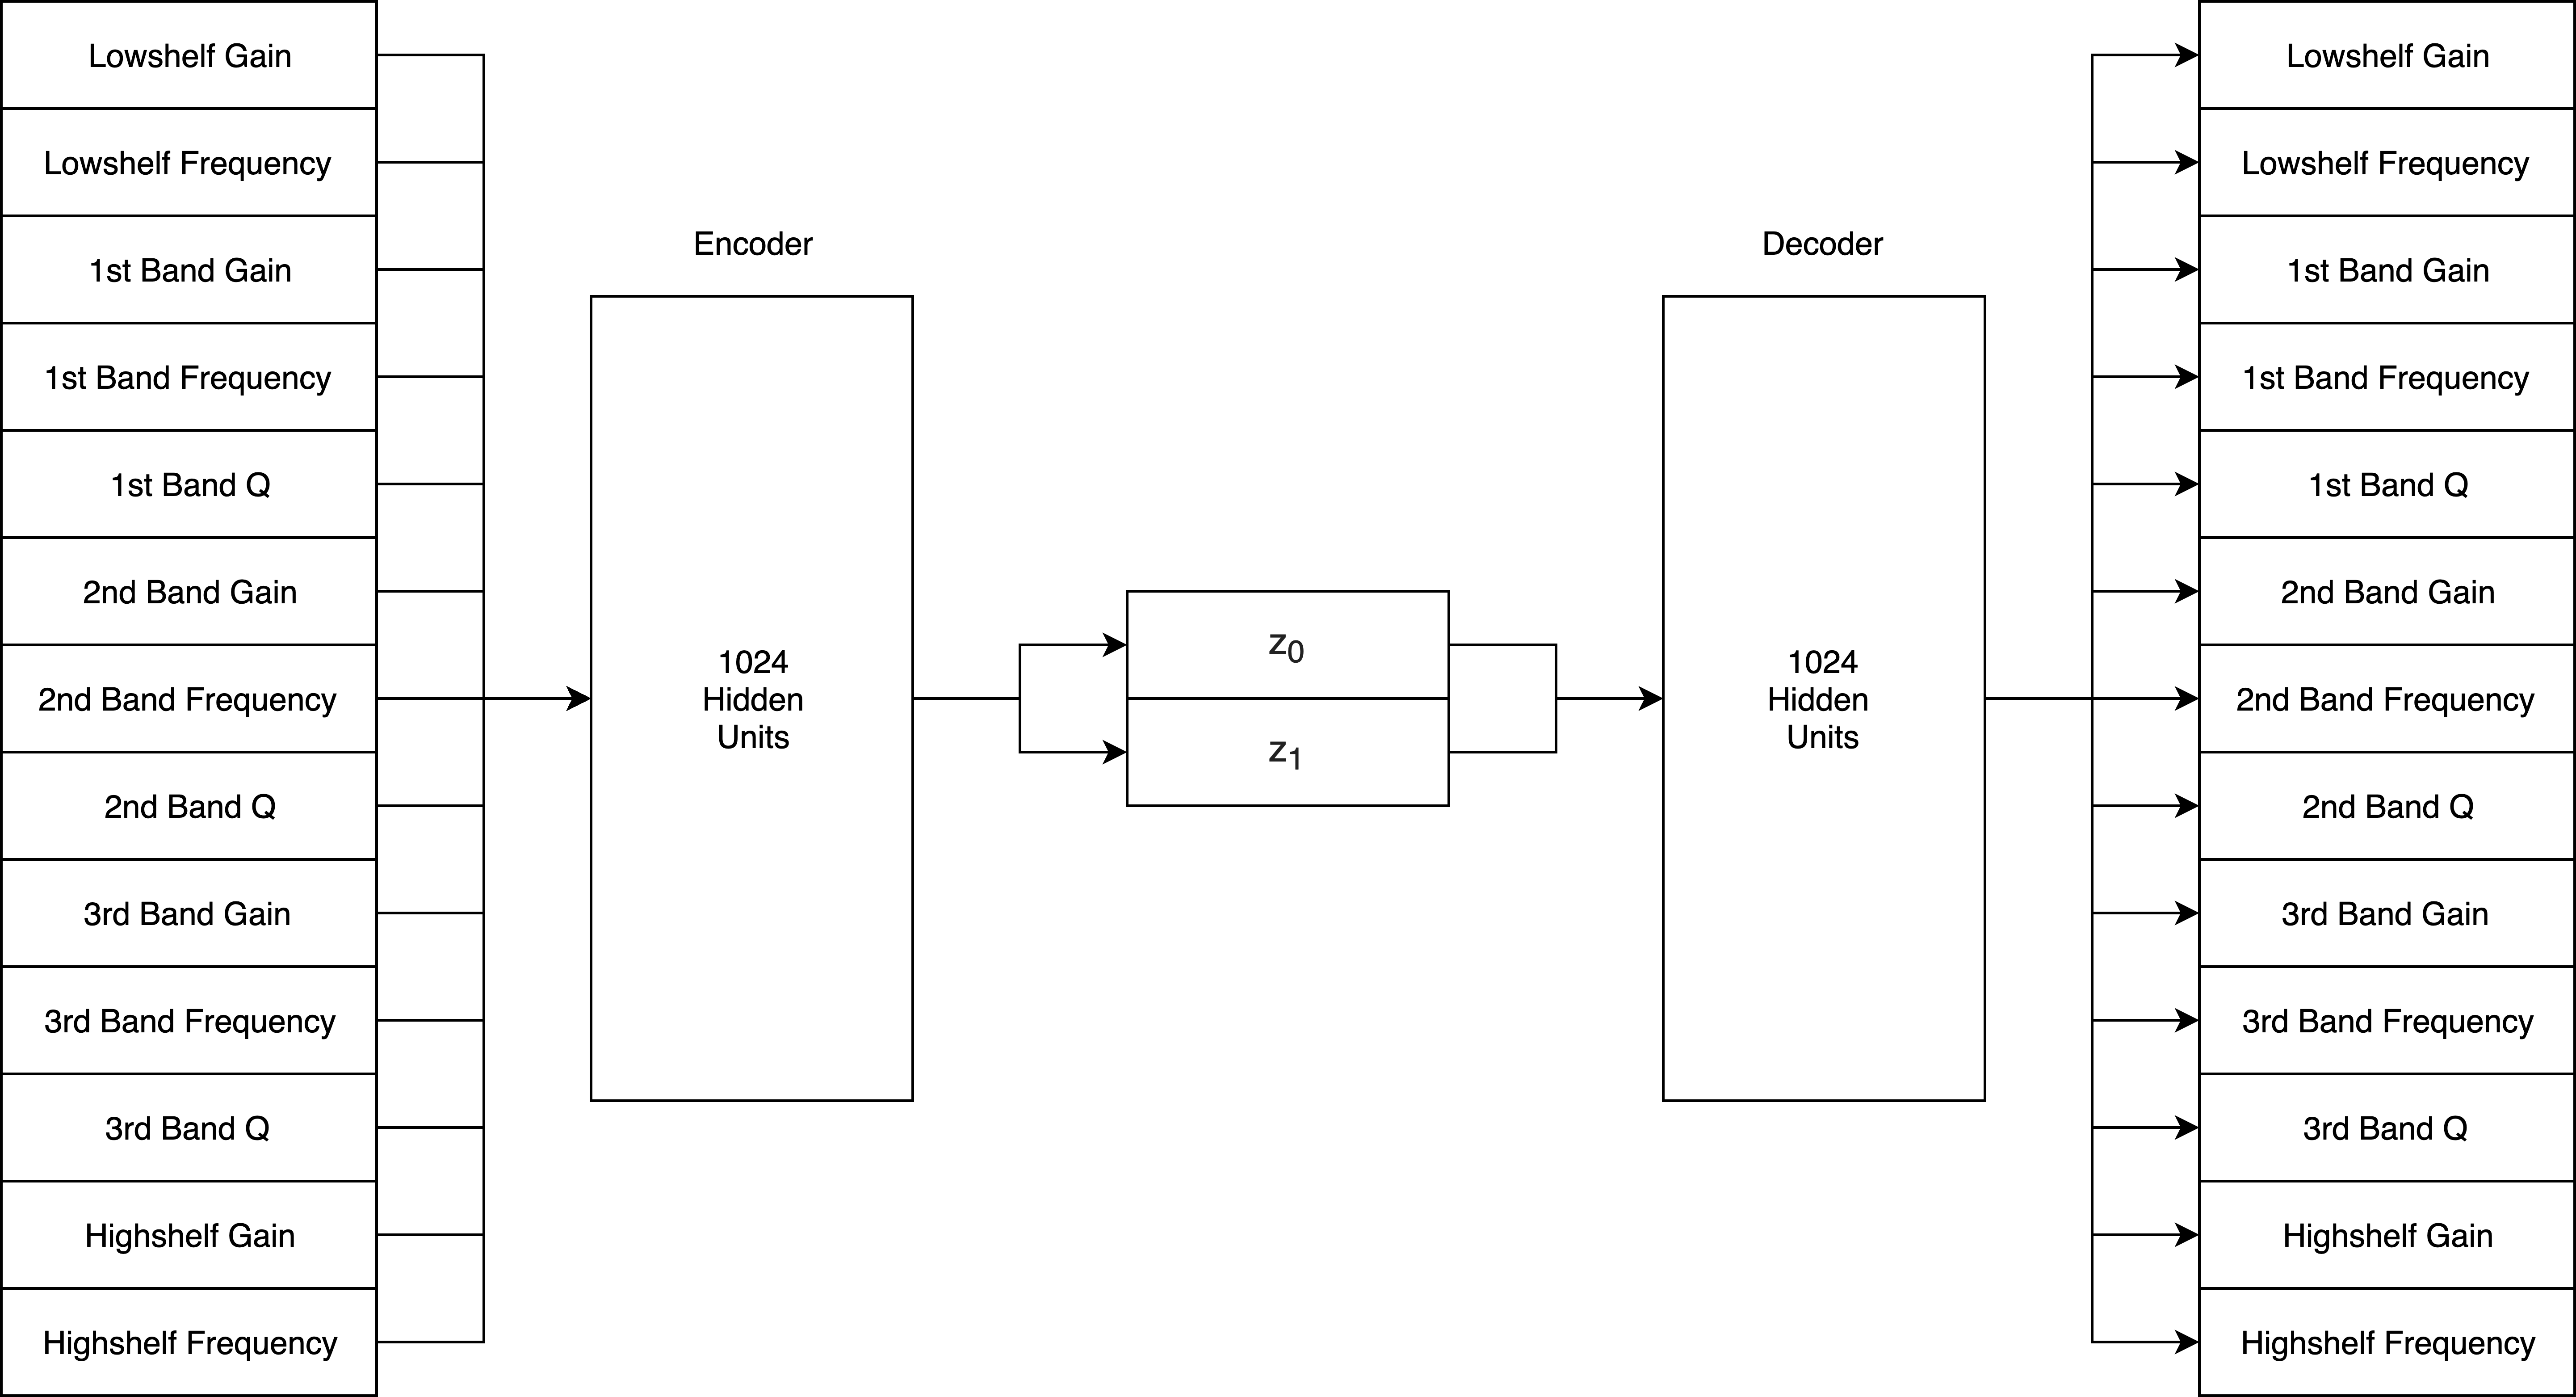 Lowshelf Gain
Lowshelf Frequency
1st Band Gain
1st Band Frequency
1st Band Q
2nd Band Gain
2nd Band Frequency
2nd Band Q
3rd Band Gain
3rd Band Frequency
3rd Band Q
Highshelf Gain
Highshelf Frequency
Encoder
1024
Hidden
Units
z0
z1
Decoder
1024
Hidden
Units
Lowshelf Gain
Lowshelf Frequency
1st Band Gain
1st Band Frequency
1st Band Q
2nd Band Gain
2nd Band Frequency
2nd Band Q
3rd Band Gain
3rd Band Frequency
3rd Band Q
Highshelf Gain
Highshelf Frequency